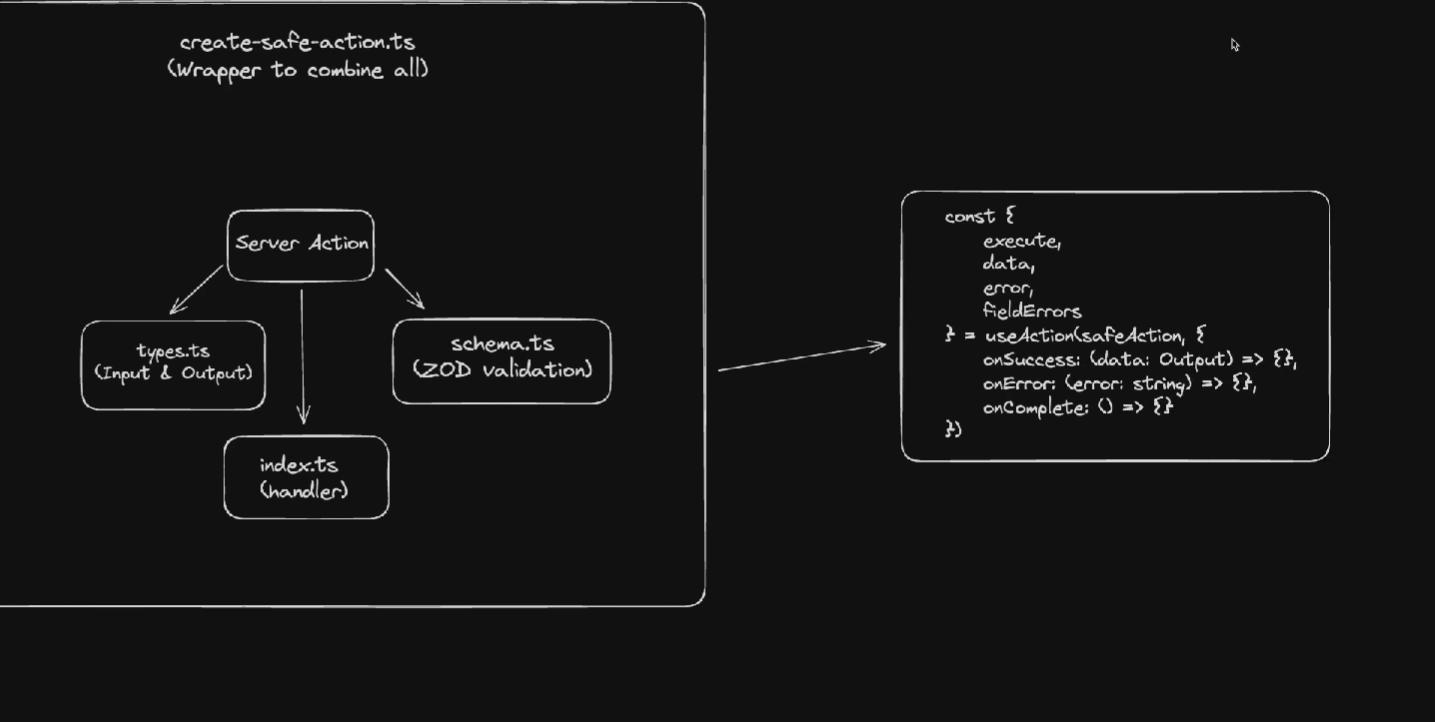 create-safe-action.ts
(Wrapper to combine all)
Server Action
types.ts
(Input & Output)
schema.ts
(ZOD validation)
index.ts
(handler)
const {
execute,
data,
error,
fieldErrors
} = useAction(safeAction, {
onSuccess: (data: Output) => {},
onError: (error: string) => {},
onComplete: () => {}
})